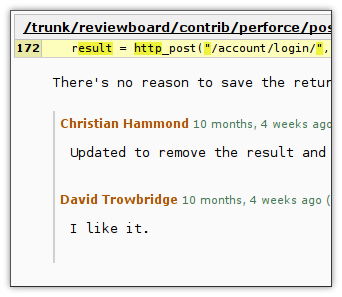 /trunk/reviewboard/contrib/perforce/pos
172 result = http_post("/account/login/",
There's no reason to save the retur
Christian Hammond 10 months, 4 weeks ago
Updated to remove the result and
David Trowbridge 10 months, 4 weeks ago (
I like it.